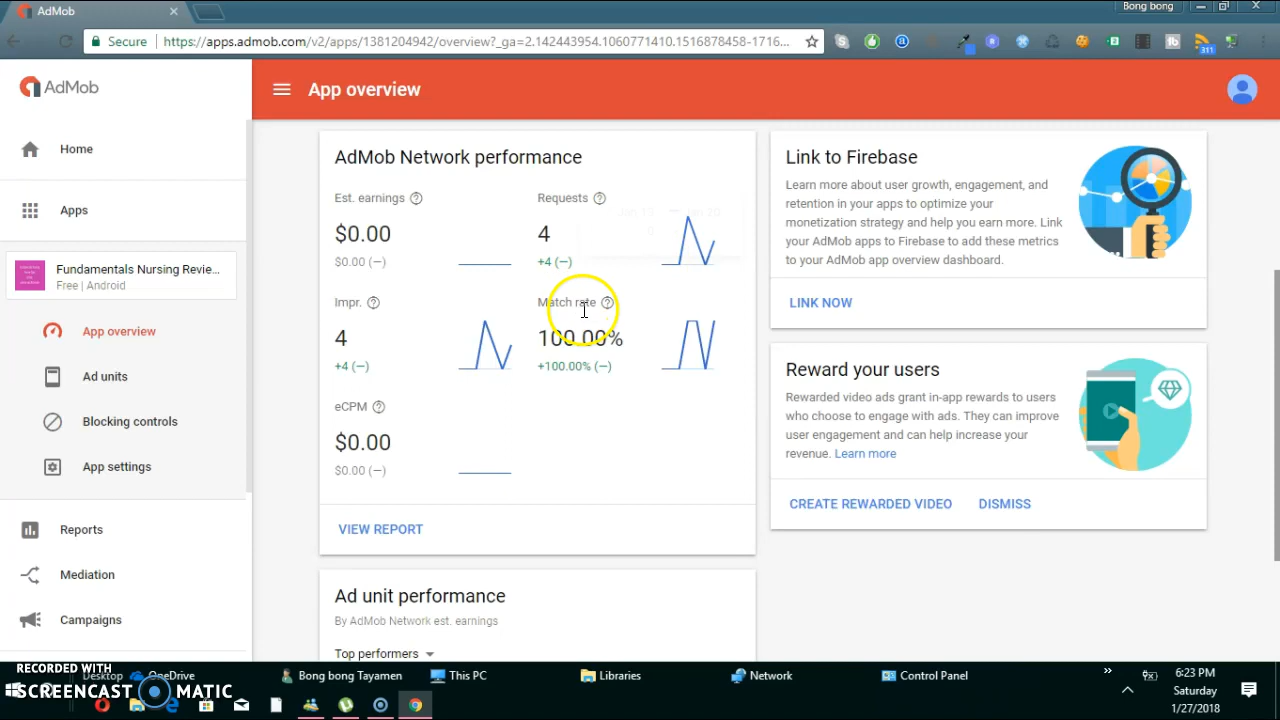 AdMob
Bong bong
Secure
https://apps.admob.com/v2/apps/1381204942/overview?_ga=2.142443954.1060771410.1516878458-1716...
311
AdMob
App overview
Home
Apps
Fundamentals Nursing Revie...
Free | Android
App overview
Ad units
Blocking controls
App settings
Reports
Mediation
Campaigns
AdMob Network performance
Est. earnings
$0.00
$0.00 (—)
Requests
4
+4 (—)
Impr.
4
+4 (—)
Match rate
100.00%
+100.00% (—)
eCPM
$0.00
$0.00 (—)
VIEW REPORT
Ad unit performance
By AdMob Network est. earnings
Top performers
Link to Firebase
Learn more about user growth, engagement, and
retention in your apps to optimize your
monetization strategy and help you earn more. Link
your AdMob apps to Firebase to add these metrics
to your AdMob app overview dashboard.
LINK NOW
Reward your users
Rewarded video ads grant in-app rewards to users
who choose to engage with ads. They can improve
user engagement and can help increase your
revenue. Learn more
CREATE REWARDED VIDEO DISMISS
RECORDED WITH
SCREENCAST MATIC
Desktop
OneDrive
Bong bong Tayamen
This PC
Libraries
Network
Control Panel
6:23 PM
Saturday
1/27/2018